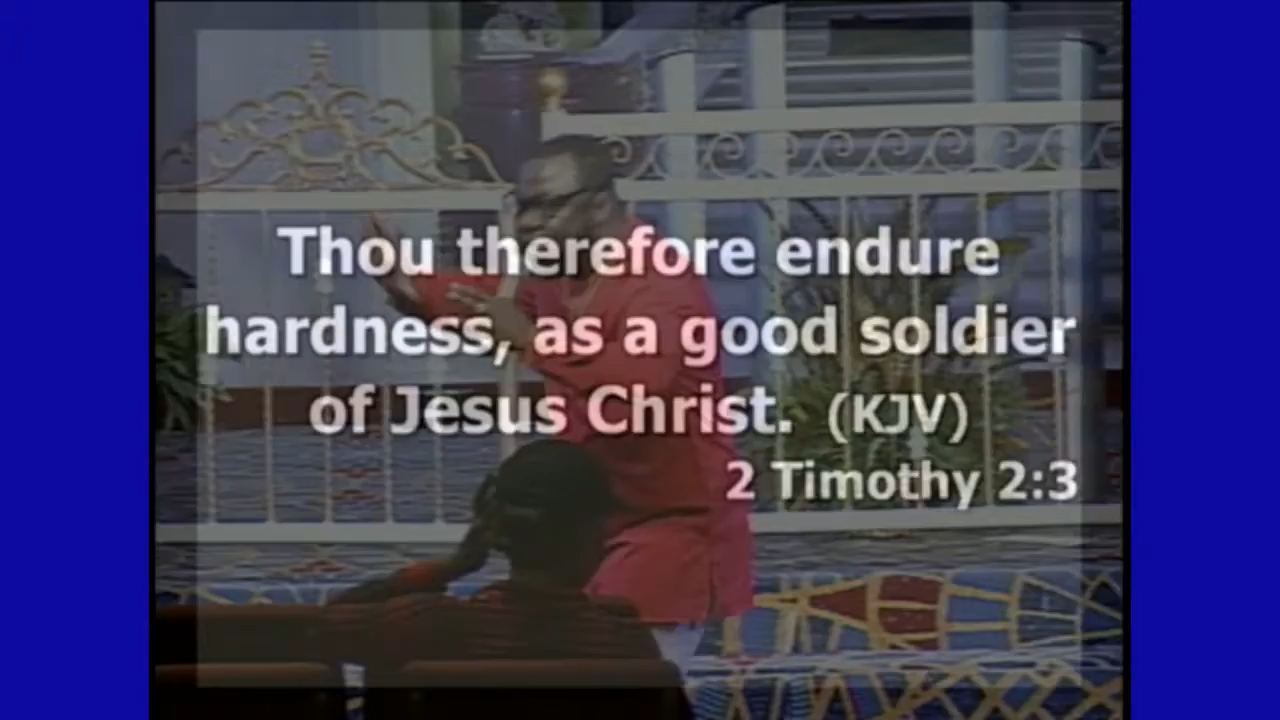 Thou therefore endure
hardness, as a good soldier
of Jesus Christ. (KJV)
2 Timothy 2:3